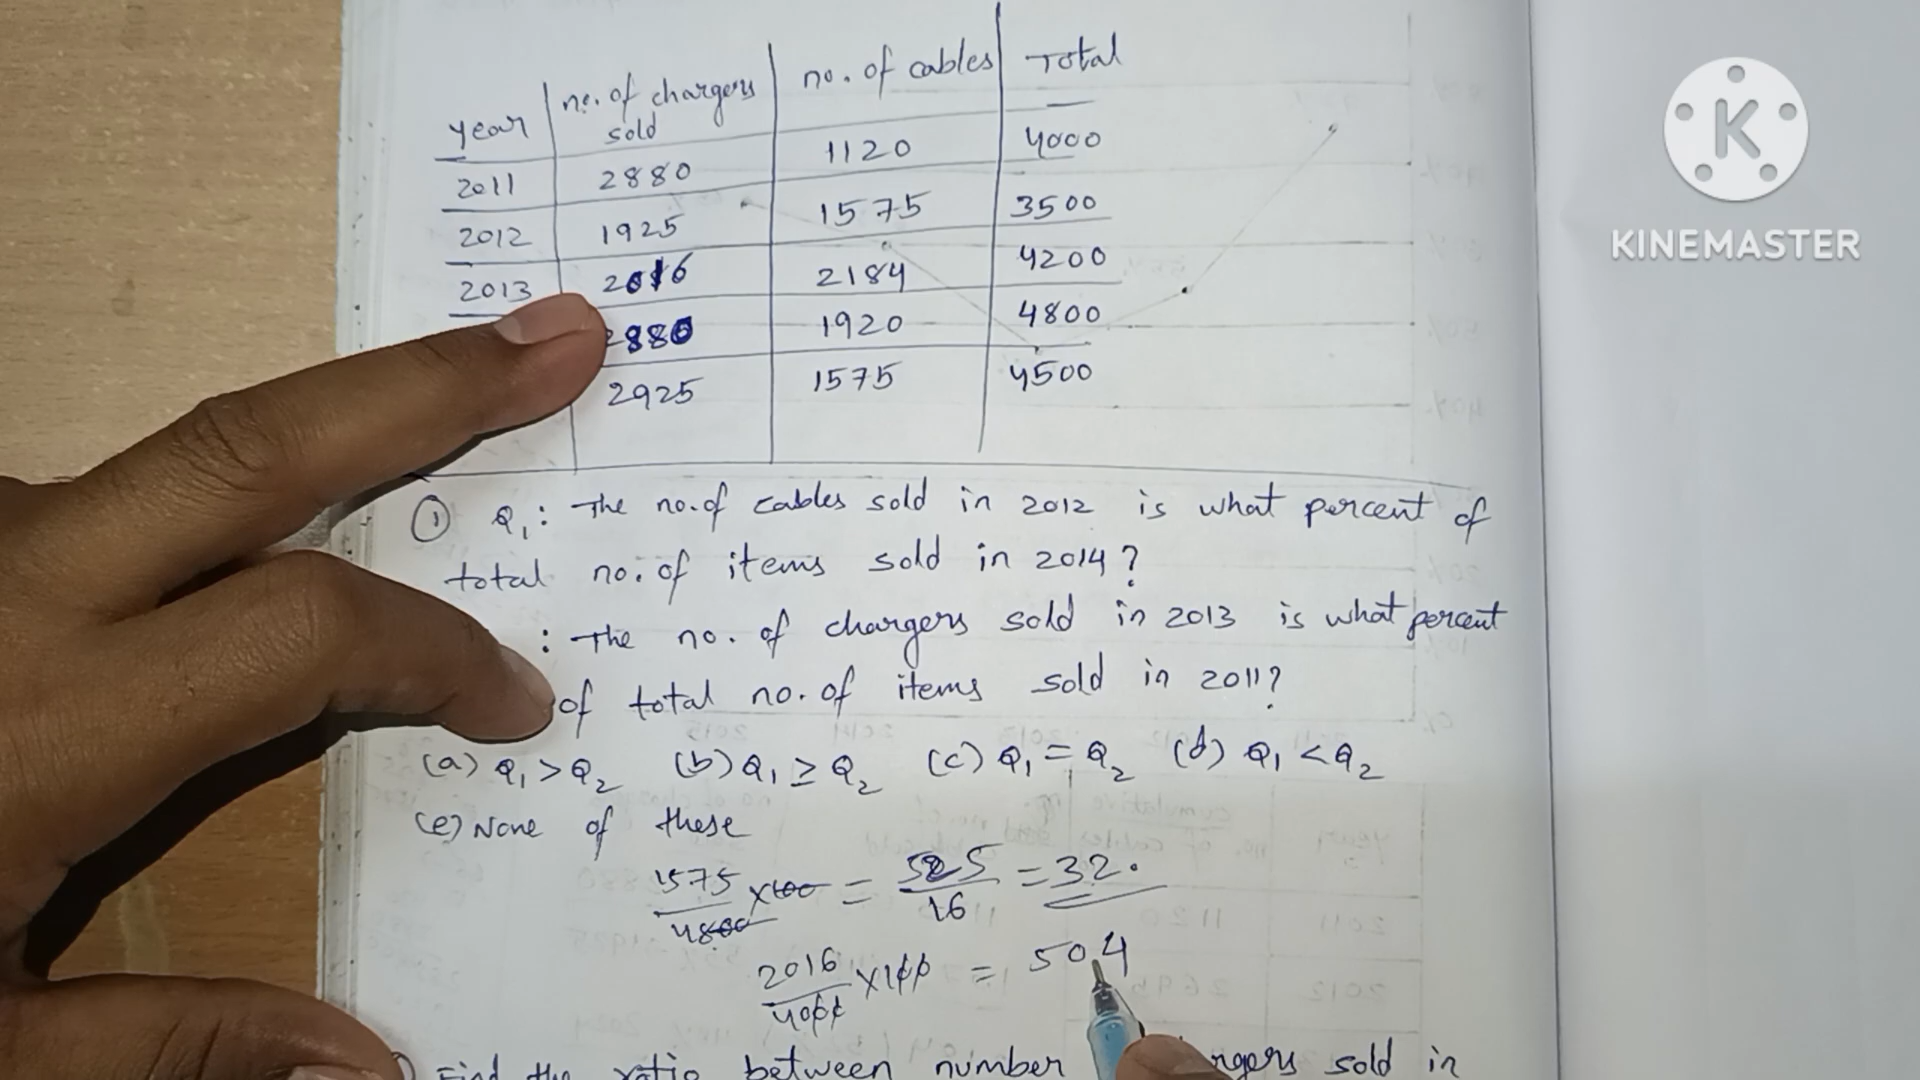 year no. of chargers sold no. of cables Total
2011 2880 1120 4000
2012 1925 1575 3500
2013 2016 2184 4200
2880 1920 4800
2925 1575 4500
K
KINEMASTER
① Q₁: The no. of cables sold in 2012 is what percent of
total no. of items sold in 2014?
: The no. of chargers sold in 2013 is what percent
of total no. of items sold in 2011?
(a) Q₁ > Q₂ (b) Q₁ ≥ Q₂ (c) Q₁ = Q₂ (d) Q₁ < Q₂
(e) None of these
1575/4800 × 100 = 525/16 = 32.
2016/4000 × 100 = 50.4
Find the ratio between number sold in